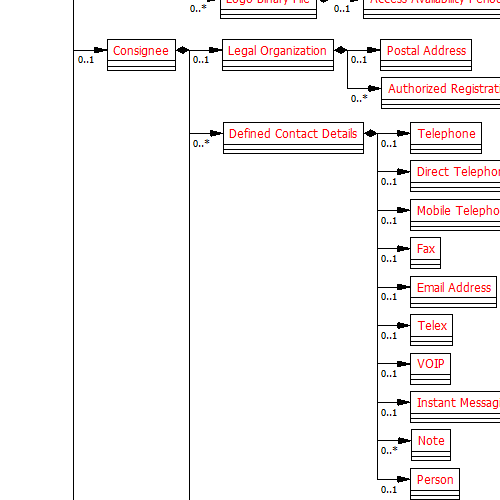 Logo Binary File
Access Availability Period
0..*
0..1
Consignee
Legal Organization
Postal Address
0..1
0..1
0..1
Authorized Registrati
0..*
Defined Contact Details
Telephone
0..*
0..1
Direct Telephon
0..1
Mobile Telepho
0..1
Fax
0..1
Email Address
0..1
Telex
0..1
VOIP
0..1
Instant Messag
0..1
Note
0..*
Person
0..1